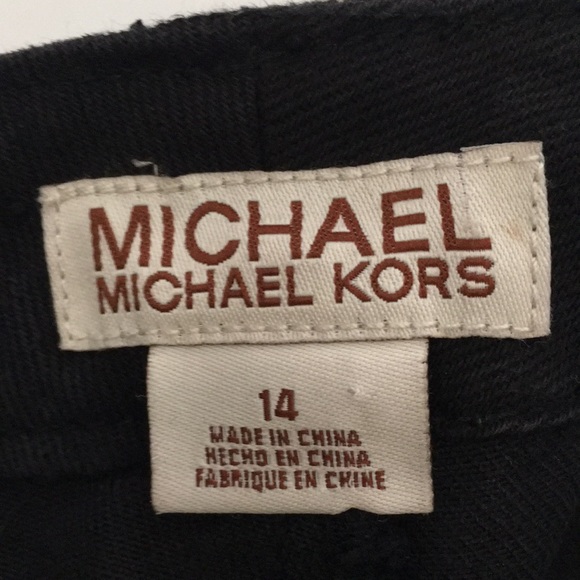 MICHAEL
MICHAEL KORS
14
MADE IN CHINA
HECHO EN CHINA
FABRIQUE EN CHINE